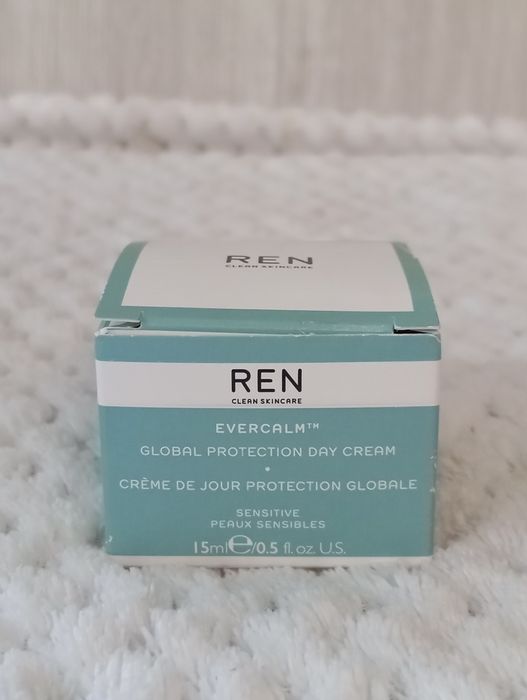 REN
CLEAN SKINCARE
REN
CLEAN SKINCARE
EVERCALM™
GLOBAL PROTECTION DAY CREAM
•
CRÈME DE JOUR PROTECTION GLOBALE
SENSITIVE
PEAUX SENSIBLES
15ml℮/0.5 fl. oz. U.S.